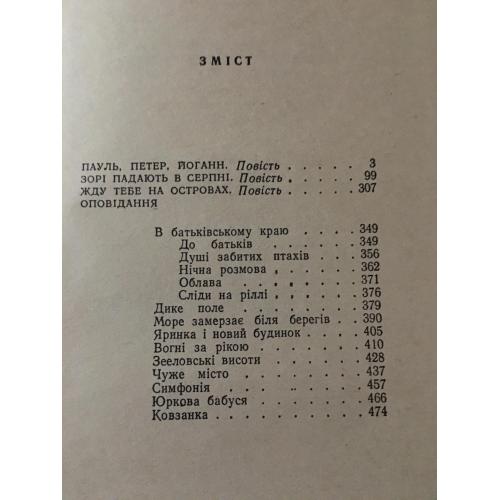 ЗМІСТ
ПАУЛЬ, ПЕТЕР, ЙОГАНН. Повість . . . . . 3
ЗОРІ ПАДАЮТЬ В СЕРПНІ. Повість . . . . . 99
ЖДУ ТЕБЕ НА ОСТРОВАХ. Повість . . . . . 307
ОПОВІДАННЯ
В батьківському краю . . . . 349
До батьків . . . . . 349
Душі забитих птахів . . . . 356
Нічна розмова . . . . . 362
Облава . . . . . . 371
Сліди на ріллі . . . . . 376
Дике поле . . . . . . . 379
Море замерзає біля берегів . . . 390
Яринка і новий будинок . . . . 405
Вогні за рікою . . . . . . 410
Зееловські висоти . . . . . 428
Чуже місто . . . . . . . 437
Симфонія . . . . . . . 457
Юркова бабуся . . . . . . 466
Ковзанка . . . . . . . . 474